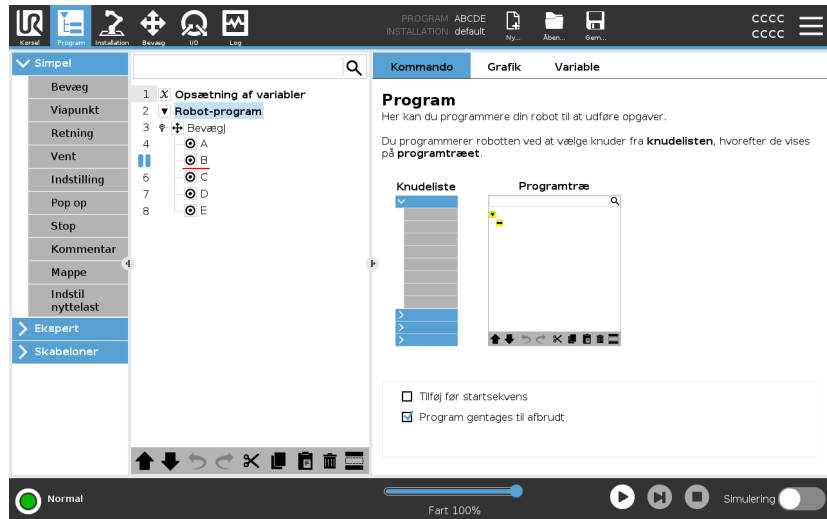 UR
PROGRAM ABCDE
INSTALLATION default
Kørsel Program Installation Bevæg I/O Log
Ny... Åben... Gem...
CCCC
CCCC
Simpel
Bevæg
Viapunkt
Retning
Vent
Indstilling
Pop op
Stop
Kommentar
Mappe
Indstil
nyttelast
Ekspert
Skabeloner
1 X Opsætning af variabler
2 Robot-program
3 BevægJ
4 A
B
6 C
7 D
8 E
Kommando Grafik Variable
Program
Her kan du programmere din robot til at udføre opgaver.
Du programmerer robotten ved at vælge knuder fra knudelisten, hvorefter de vises
på programtræet.
Knudeliste Programtræ
Tilføj før startsekvens
Program gentages til afbrudt
Normal
Fart 100%
Simulering